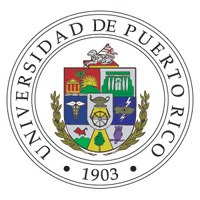 UNIVERSIDAD DE PUERTO RICO
• 1903 •